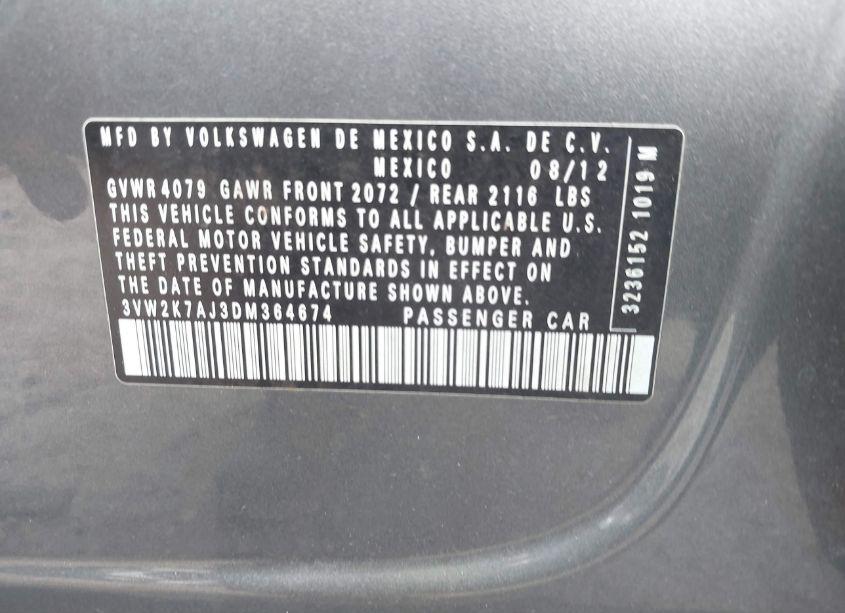 MFD BY VOLKSWAGEN DE MEXICO S.A. DE C.V.
MEXICO 08/12
GVWR 4079 GAWR FRONT 2072 / REAR 2116 LBS
THIS VEHICLE CONFORMS TO ALL APPLICABLE U.S.
FEDERAL MOTOR VEHICLE SAFETY, BUMPER AND
THEFT PREVENTION STANDARDS IN EFFECT ON
THE DATE OF MANUFACTURE SHOWN ABOVE.
3VW2K7AJ3DM364674 PASSENGER CAR
3236152 1019 M